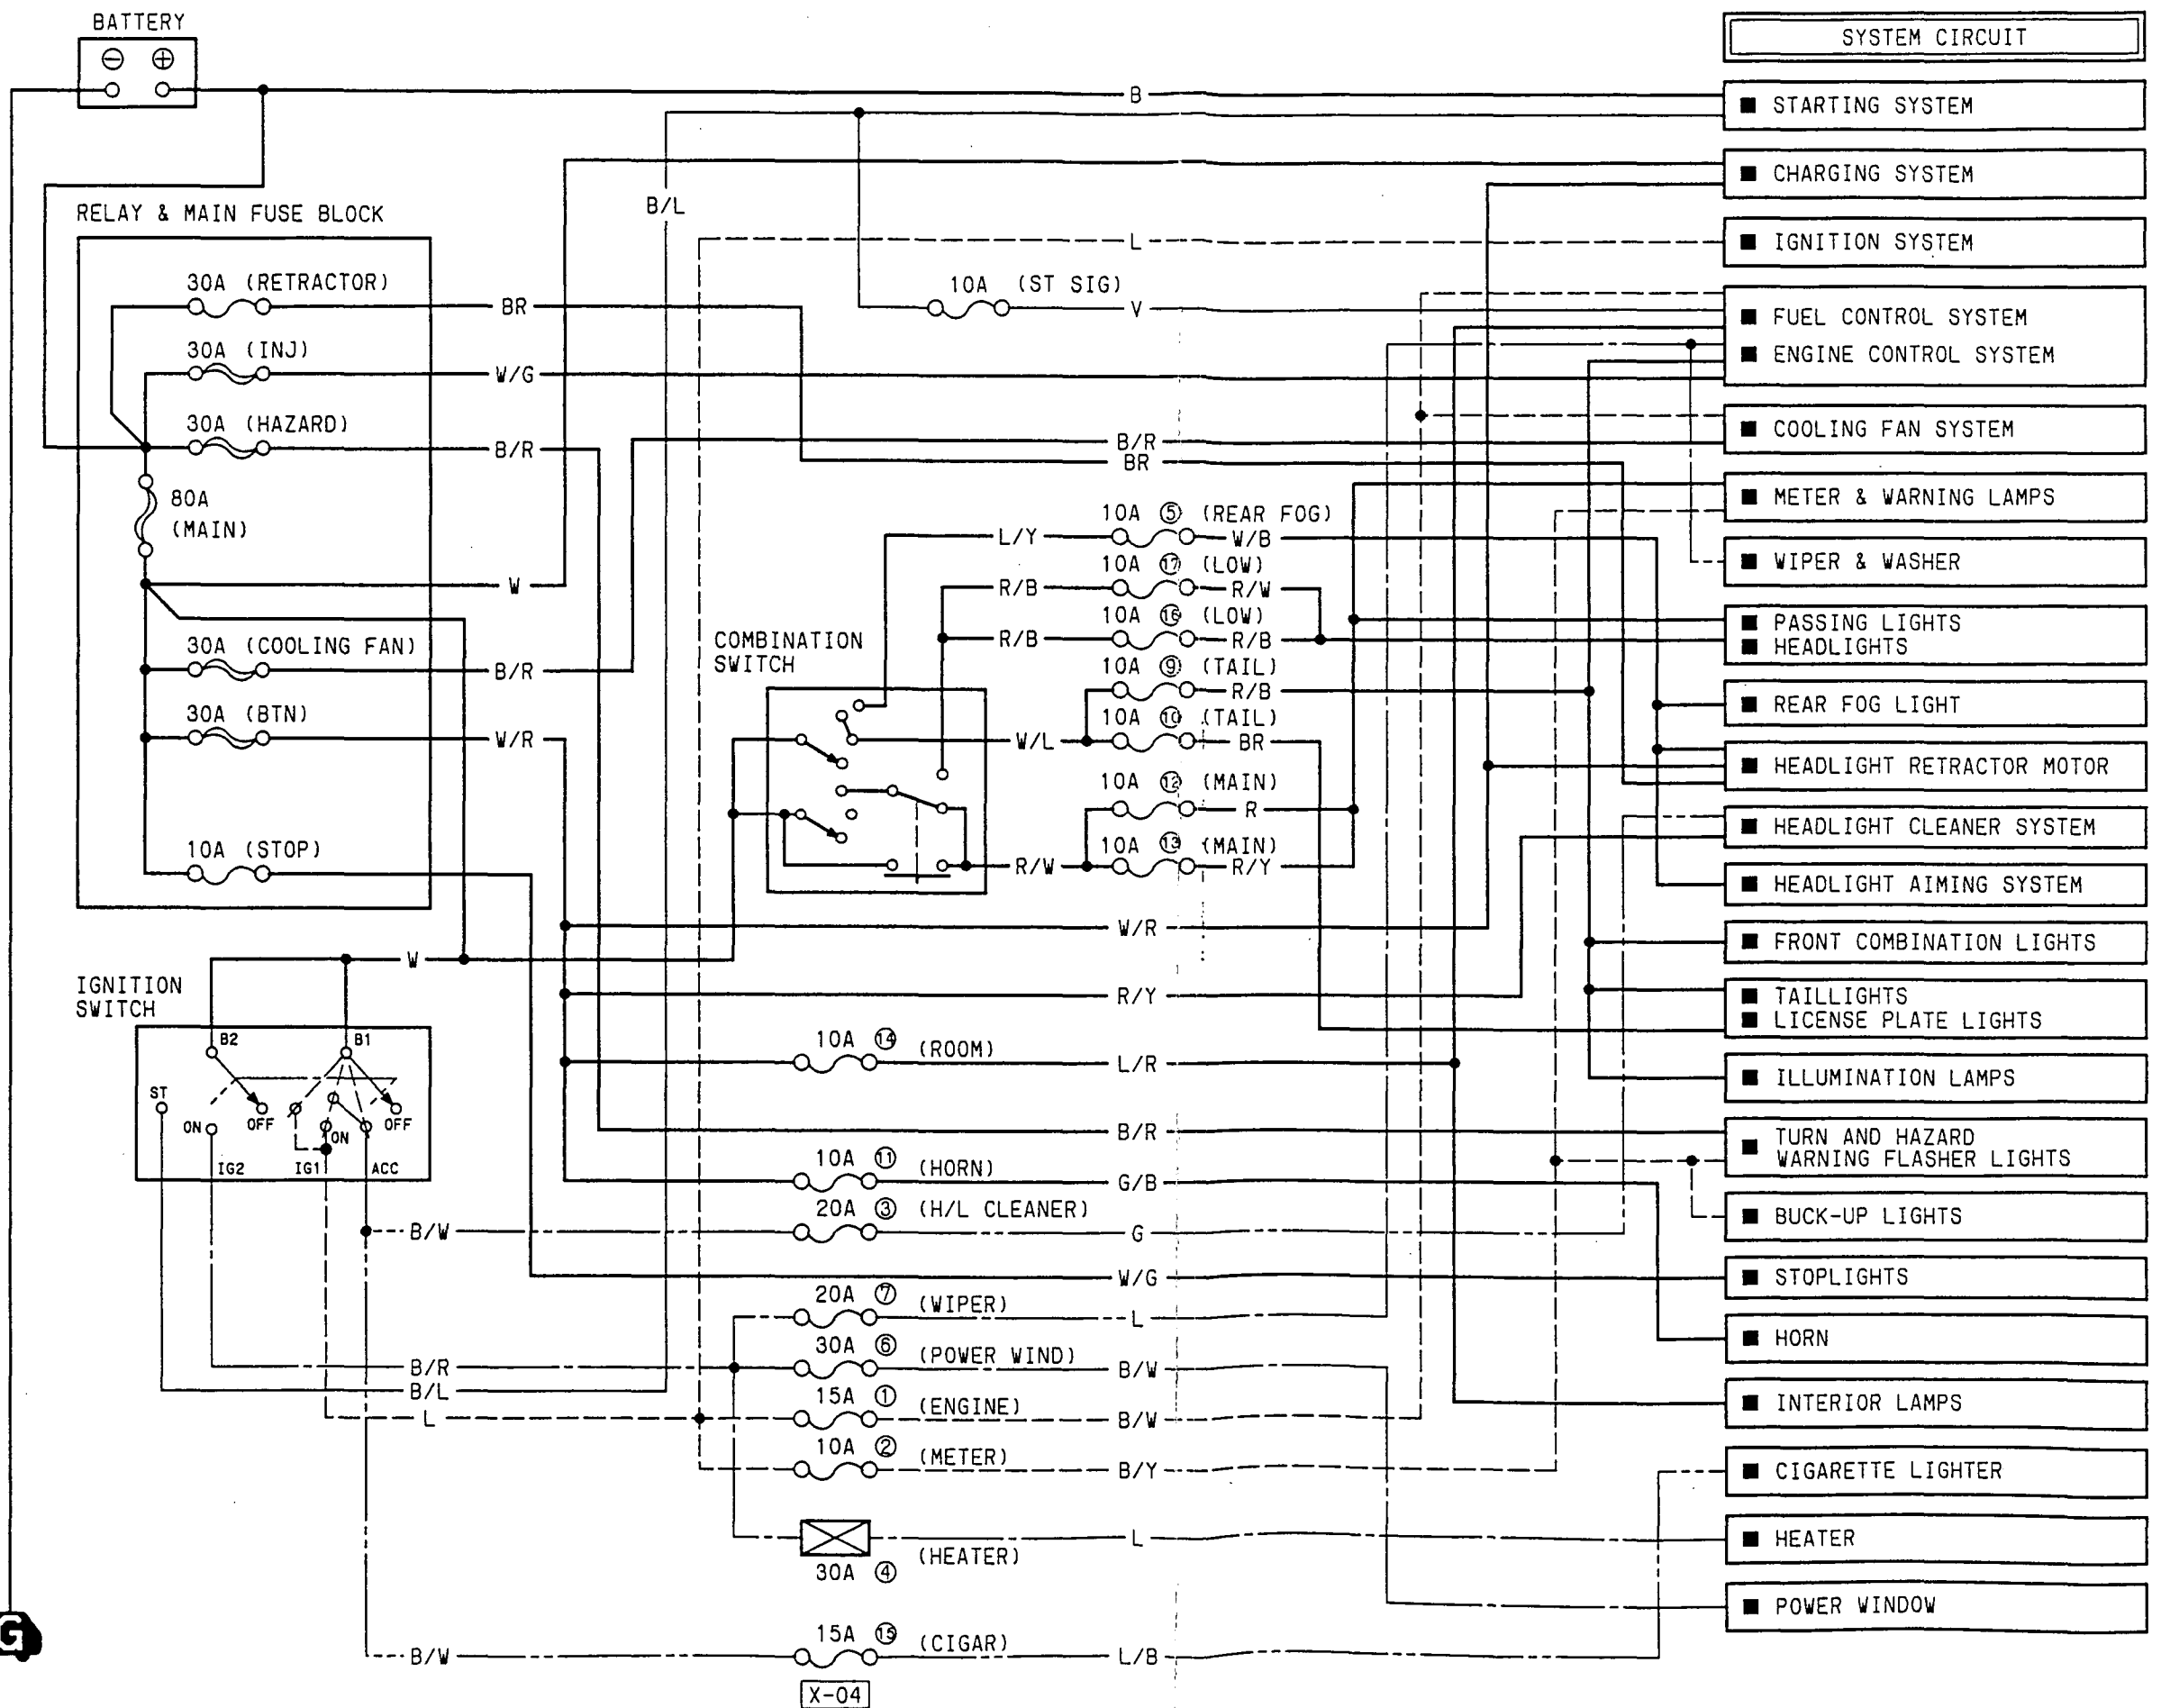 BATTERY
⊖ ⊕
SYSTEM CIRCUIT
B
■ STARTING SYSTEM
■ CHARGING SYSTEM
B/L
RELAY & MAIN FUSE BLOCK
L
■ IGNITION SYSTEM
30A (RETRACTOR)
BR
10A (ST SIG)
V
■ FUEL CONTROL SYSTEM
■ ENGINE CONTROL SYSTEM
30A (INJ)
W/G
30A (HAZARD)
B/R
B/R
BR
■ COOLING FAN SYSTEM
80A
(MAIN)
■ METER & WARNING LAMPS
10A ⑤ (REAR FOG)
L/Y
W/B
■ WIPER & WASHER
10A ⑰ (LOW)
R/B
R/W
W
10A ⑯ (LOW)
R/B
R/B
■ PASSING LIGHTS
■ HEADLIGHTS
30A (COOLING FAN)
B/R
COMBINATION
SWITCH
10A ⑨ (TAIL)
R/B
■ REAR FOG LIGHT
30A (BTN)
W/R
10A ⑩ (TAIL)
W/L
BR
■ HEADLIGHT RETRACTOR MOTOR
10A ⑫ (MAIN)
R
■ HEADLIGHT CLEANER SYSTEM
10A (STOP)
10A ⑬ (MAIN)
R/W
R/Y
■ HEADLIGHT AIMING SYSTEM
W/R
■ FRONT COMBINATION LIGHTS
W
IGNITION
SWITCH
R/Y
■ TAILLIGHTS
■ LICENSE PLATE LIGHTS
B2
B1
10A ⑭ (ROOM)
L/R
■ ILLUMINATION LAMPS
ST
ON
OFF
ON
OFF
B/R
■ TURN AND HAZARD
WARNING FLASHER LIGHTS
IG2
IG1
ACC
10A ⑪ (HORN)
G/B
■ BUCK-UP LIGHTS
20A ③ (H/L CLEANER)
B/W
G
W/G
■ STOPLIGHTS
20A ⑦ (WIPER)
L
■ HORN
30A ⑥ (POWER WIND)
B/R
B/W
B/L
15A ① (ENGINE)
L
B/W
■ INTERIOR LAMPS
10A ② (METER)
B/Y
■ CIGARETTE LIGHTER
L
■ HEATER
(HEATER)
30A ④
■ POWER WINDOW
15A ⑮ (CIGAR)
B/W
L/B
G
X-04